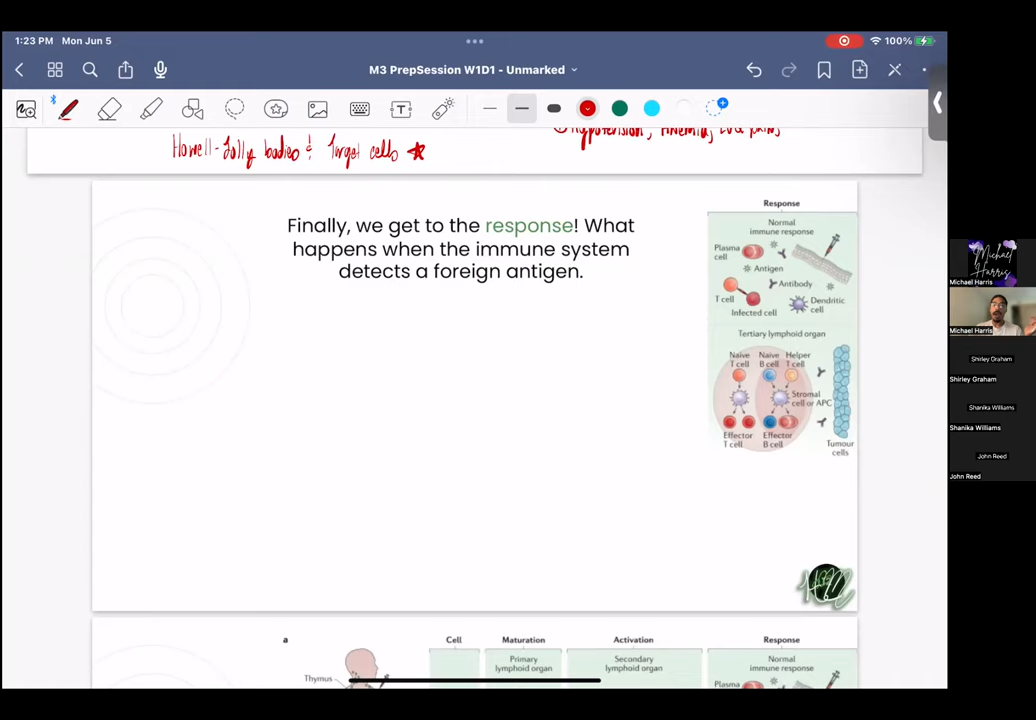 1:23 PM Mon Jun 5
100%
M3 PrepSession W1D1 - Unmarked
Howell-Jolly bodies & Target cells
hypotension, Anemia,
Finally, we get to the response! What
happens when the immune system
detects a foreign antigen.
Response
Normal
immune response
Plasma
cell
Antigen
Antibody
T cell
Infected cell
Dendritic
cell
Tertiary lymphoid organ
Naive
T cell
Naive
B cell
Helper
T cell
Stromal
cell or APC
Effector
T cell
Effector
B cell
Tumour
cells
a
Cell
Maturation
Activation
Response
Primary
lymphoid organ
Secondary
lymphoid organ
Normal
immune response
Thymus
Plasma
Michael
Harris
Michael Harris
Michael Harris
Shirley Graham
Shirley Graham
Shanika Williams
Shanika Williams
John Reed
John Reed